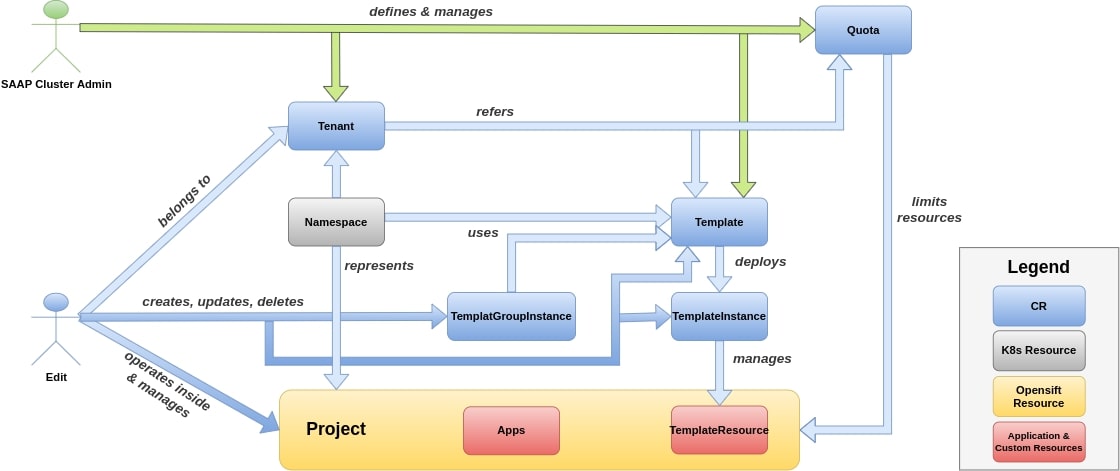 defines & manages
Quota
SAAP Cluster Admin
Tenant
refers
belongs to
Namespace
uses
Template
limits
resources
represents
deploys
Legend
creates, updates, deletes
TemplatGroupInstance
TemplateInstance
CR
Edit
operates inside
& manages
manages
K8s Resource
Opensift
Resource
Project
Apps
TemplateResource
Application &
Custom Resources